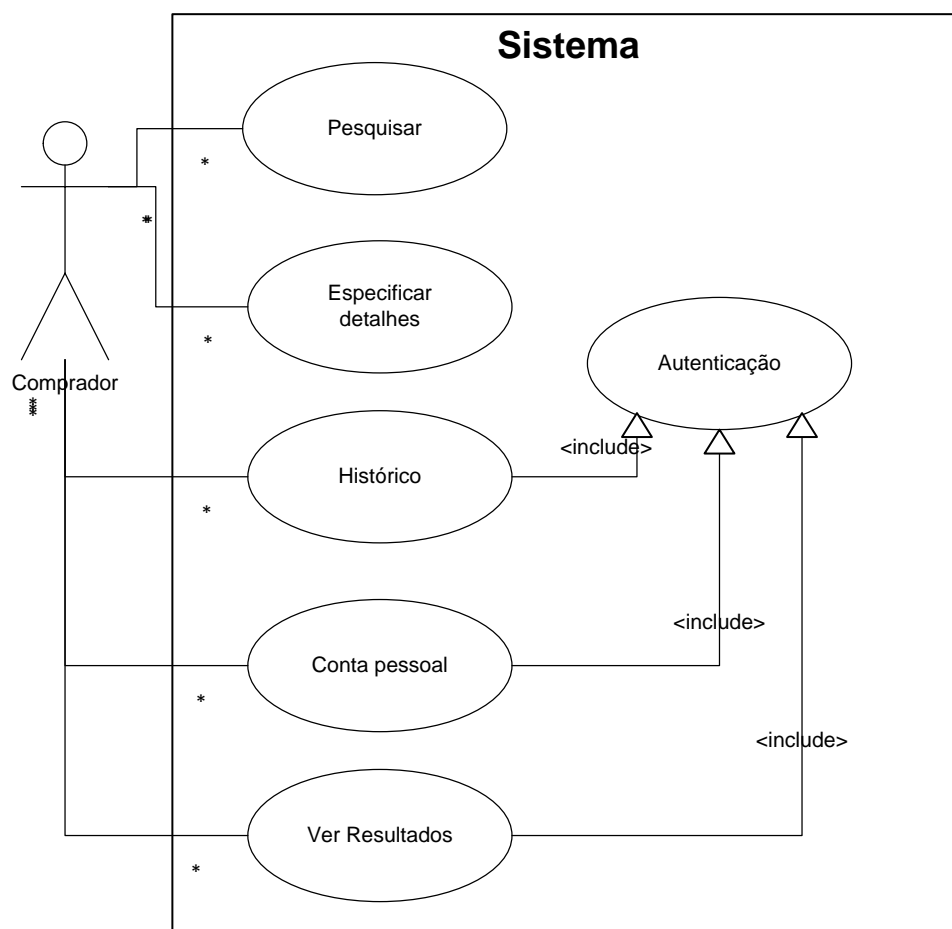 Sistema
Pesquisar
*
**
Especificar
detalhes
*
Autenticação
Comprador
***
<include>
Histórico
*
<include>
Conta pessoal
*
<include>
Ver Resultados
*